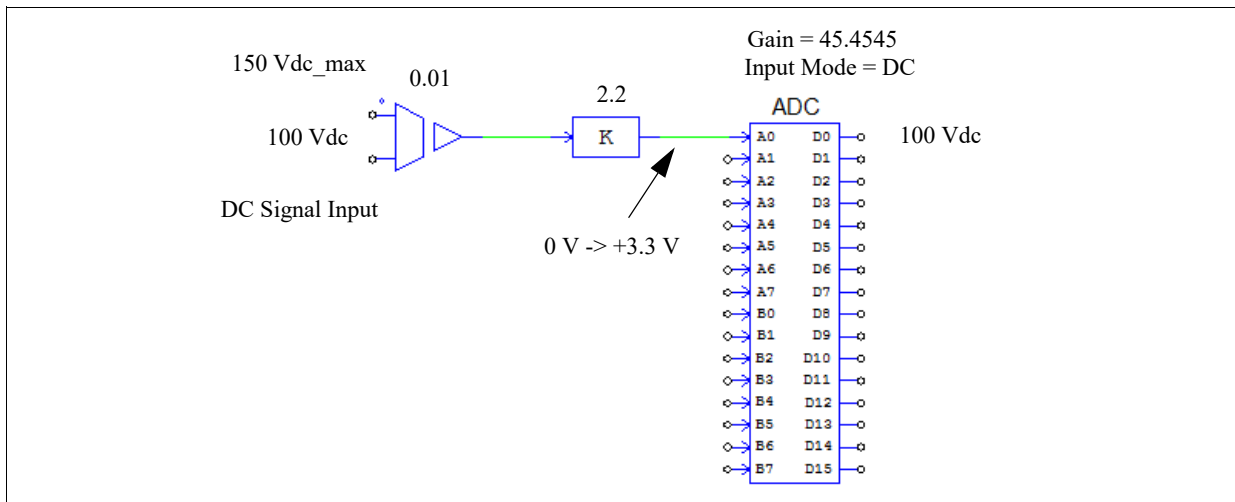 Gain = 45.4545
150 Vdc_max
Input Mode = DC
0.01
2.2
ADC
100 Vdc
K
A0 D0
100 Vdc
A1 D1
A2 D2
DC Signal Input
A3 D3
A4 D4
0 V -> +3.3 V
A5 D5
A6 D6
A7 D7
B0 D8
B1 D9
B2 D10
B3 D11
B4 D12
B5 D13
B6 D14
B7 D15